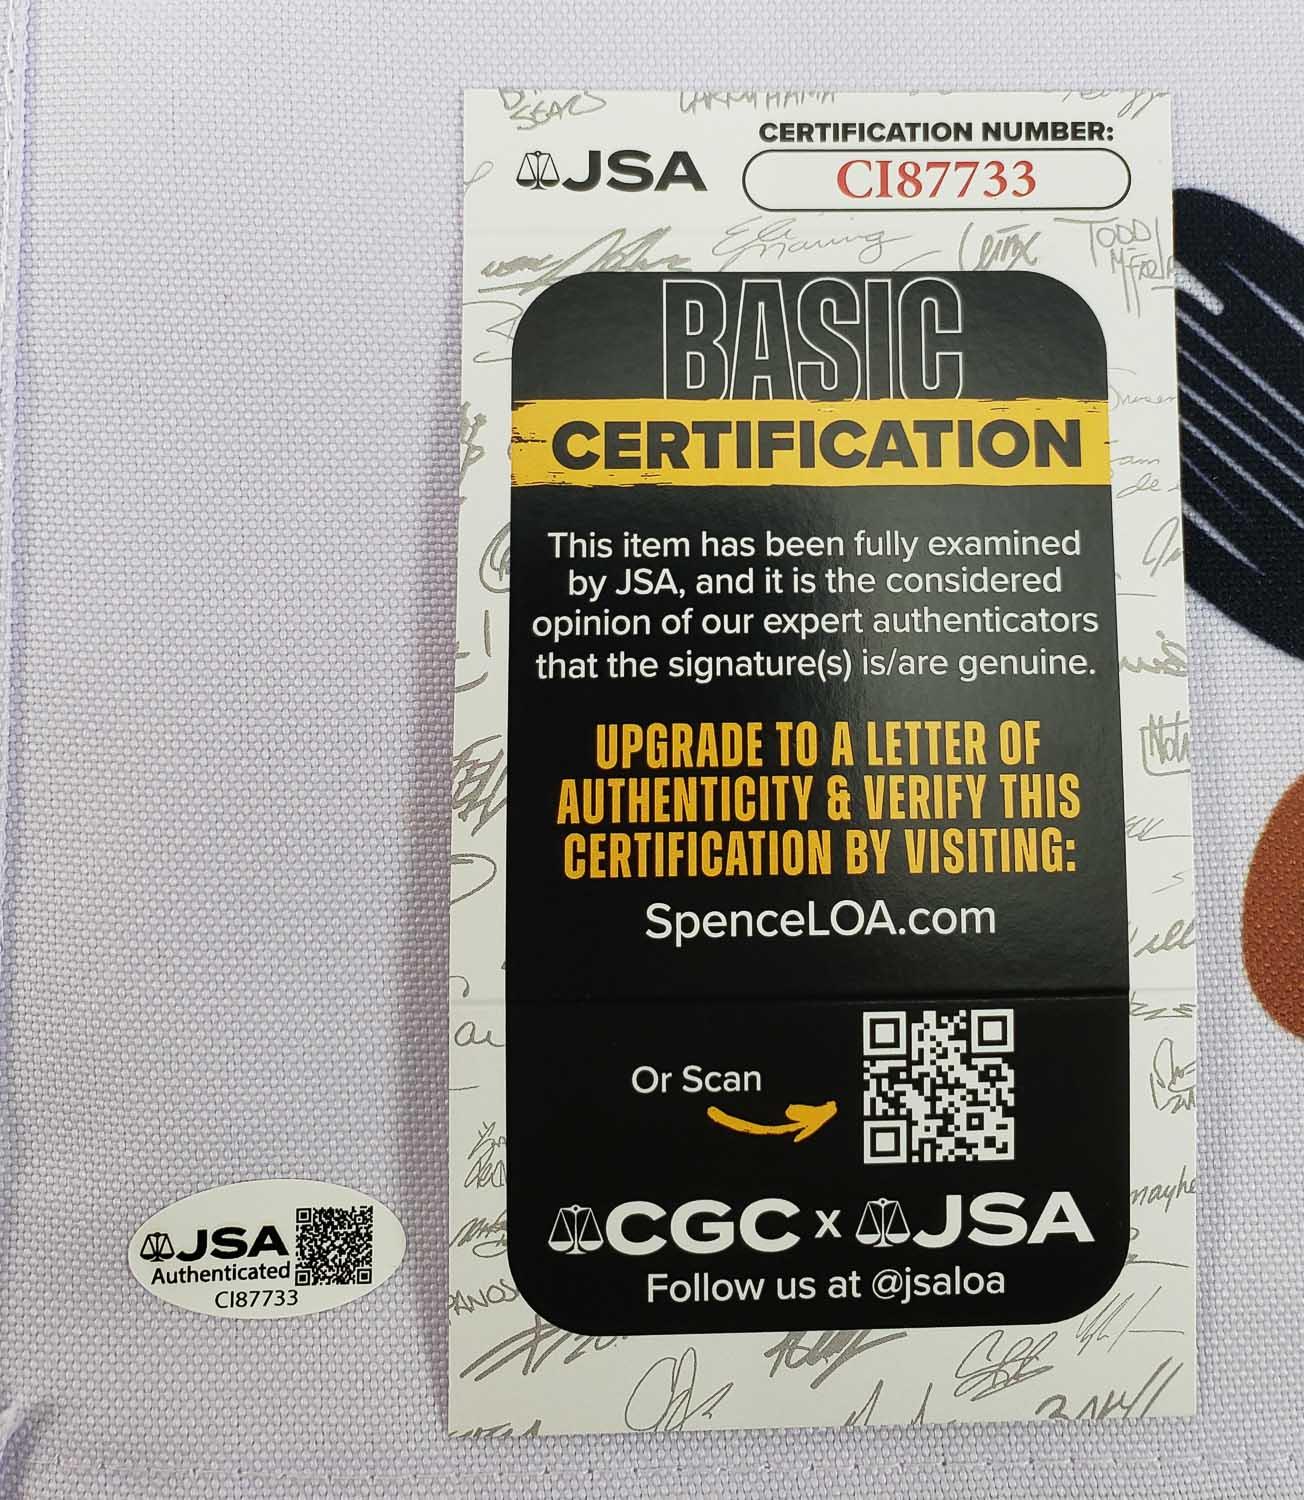 JSA
CERTIFICATION NUMBER:
CI87733
BASIC
CERTIFICATION
This item has been fully examined
by JSA, and it is the considered
opinion of our expert authenticators
that the signature(s) is/are genuine.
UPGRADE TO A LETTER OF
AUTHENTICITY & VERIFY THIS
CERTIFICATION BY VISITING:
SpenceLOA.com
Or Scan
CGC x JSA
Follow us at @jsaloa
JSA
Authenticated
CI87733